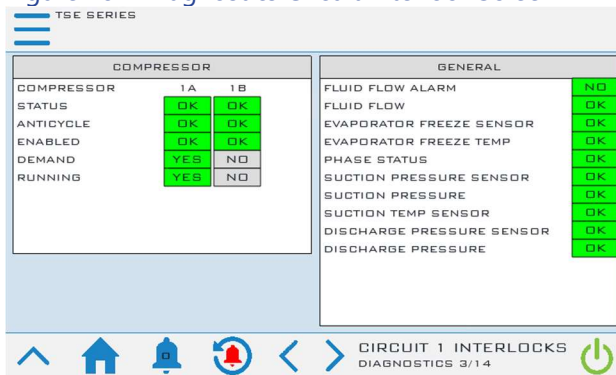 TSE SERIES
COMPRESSOR
COMPRESSOR 1A 1B
STATUS OK OK
ANTICYCLE OK OK
ENABLED OK OK
DEMAND YES NO
RUNNING YES NO
GENERAL
FLUID FLOW ALARM NO
FLUID FLOW OK
EVAPORATOR FREEZE SENSOR OK
EVAPORATOR FREEZE TEMP OK
PHASE STATUS OK
SUCTION PRESSURE SENSOR OK
SUCTION PRESSURE OK
SUCTION TEMP SENSOR OK
DISCHARGE PRESSURE SENSOR OK
DISCHARGE PRESSURE OK
0
CIRCUIT 1 INTERLOCKS
DIAGNOSTICS 3/14